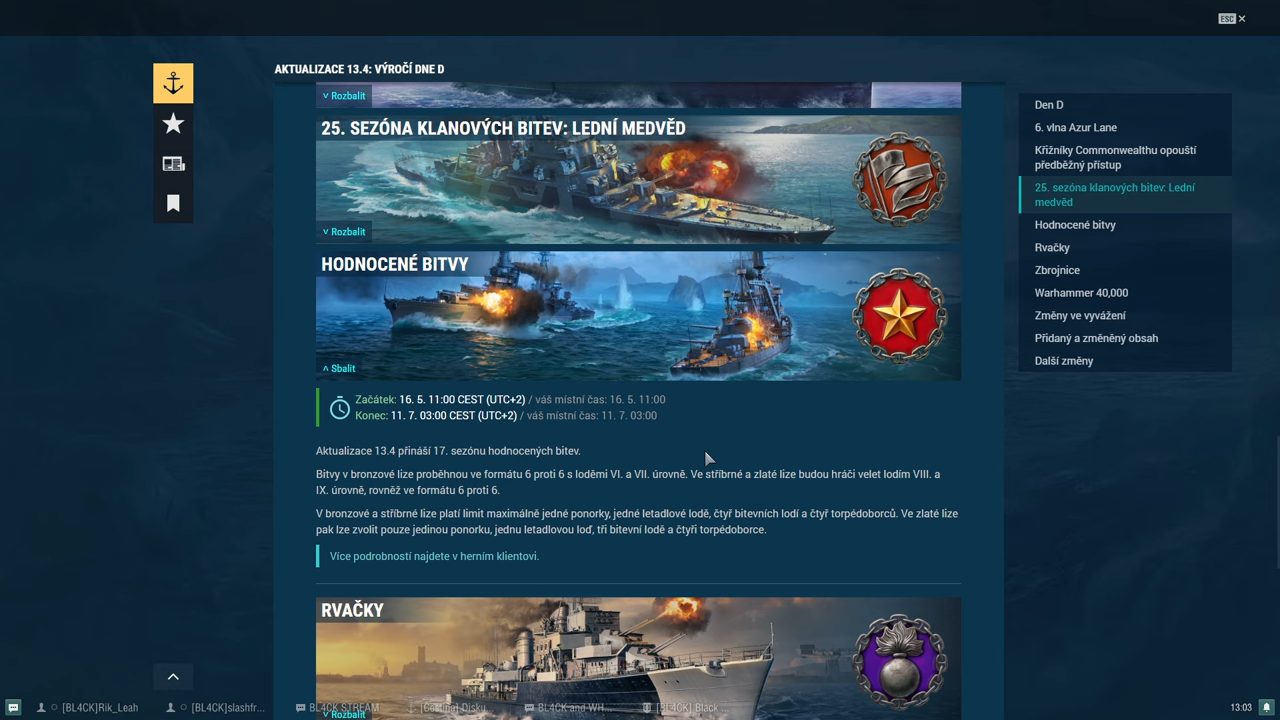 ESC
AKTUALIZACE 13.4: VÝROČÍ DNE D
Rozbalit
25. SEZÓNA KLANOVÝCH BITEV: LEDNÍ MEDVĚD
Rozbalit
HODNOCENÉ BITVY
Sbalit
Začátek: 16. 5. 11:00 CEST (UTC+2) / váš místní čas: 16. 5. 11:00
Konec: 11. 7. 03:00 CEST (UTC+2) / váš místní čas: 11. 7. 03:00
Aktualizace 13.4 přináší 17. sezónu hodnocených bitev.
Bitvy v bronzové lize proběhnou ve formátu 6 proti 6 s loděmi VI. a VII. úrovně. Ve stříbrné a zlaté lize budou hráči velet lodím VIII. a
IX. úrovně, rovněž ve formátu 6 proti 6.
V bronzové a stříbrné lize platí limit maximálně jedné ponorky, jedné letadlové lodě, čtyř bitevních lodí a čtyř torpédoborců. Ve zlaté lize
pak lze zvolit pouze jedinou ponorku, jednu letadlovou loď, tři bitevní lodě a čtyři torpédoborce.
Více podrobností najdete v herním klientovi.
RVAČKY
Rozbalit
Den D
6. vlna Azur Lane
Křižníky Commonwealthu opouští
předběžný přístup
25. sezóna klanových bitev: Lední
medvěd
Hodnocené bitvy
Rvačky
Zbrojnice
Warhammer 40,000
Změny ve vyvážení
Přidaný a změněný obsah
Další změny
[BL4CK]Rik_Leah
[BL4CK]slashfr...
BL4CK STREAM
[Čeština] Disku...
BL4CK and WH...
[BL4CK] Black ...
13:03